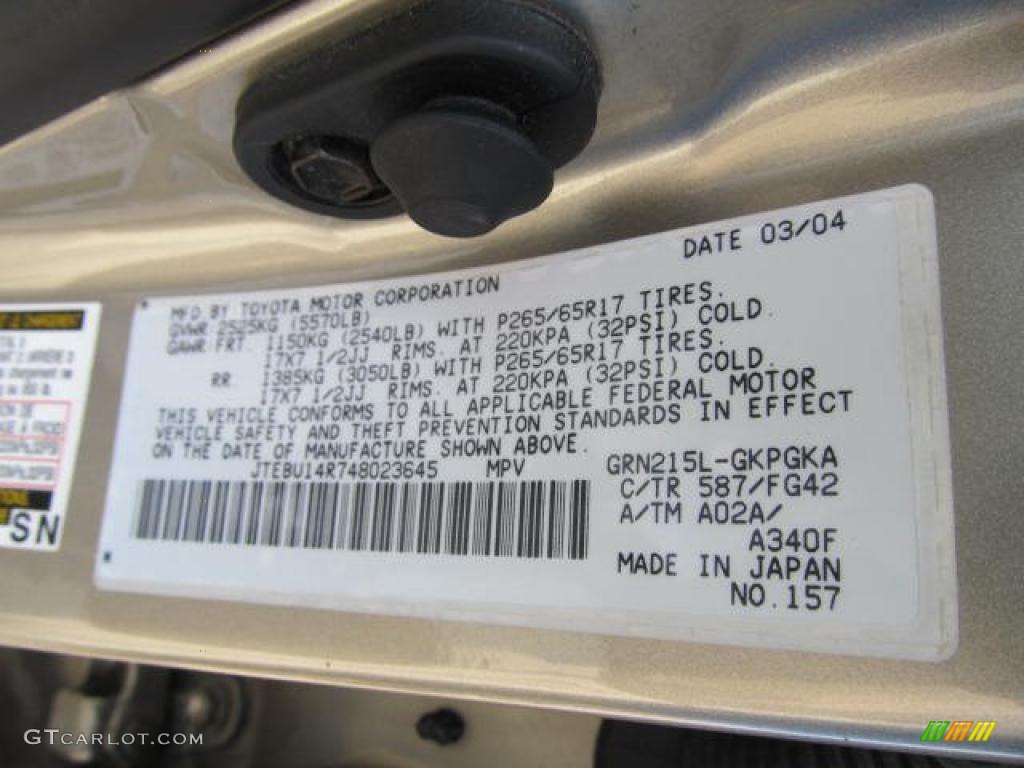 DATE 03/04
MFD BY TOYOTA MOTOR CORPORATION
GVWR 2525KG (5570LB)
GAWR FRT. 1150KG (2540LB) WITH P265/65R17 TIRES.
17X7 1/2JJ RIMS. AT 220KPA (32PSI) COLD.
RR. 1385KG (3050LB) WITH P265/65R17 TIRES.
17X7 1/2JJ RIMS. AT 220KPA (32PSI) COLD.
THIS VEHICLE CONFORMS TO ALL APPLICABLE FEDERAL MOTOR
VEHICLE SAFETY AND THEFT PREVENTION STANDARDS IN EFFECT
ON THE DATE OF MANUFACTURE SHOWN ABOVE.
JTEBU14R748023645 MPV
GRN215L-GKPGKA
C/TR 587/FG42
A/TM A02A/
A340F
MADE IN JAPAN
NO.157
SN
GTCARLOT.COM